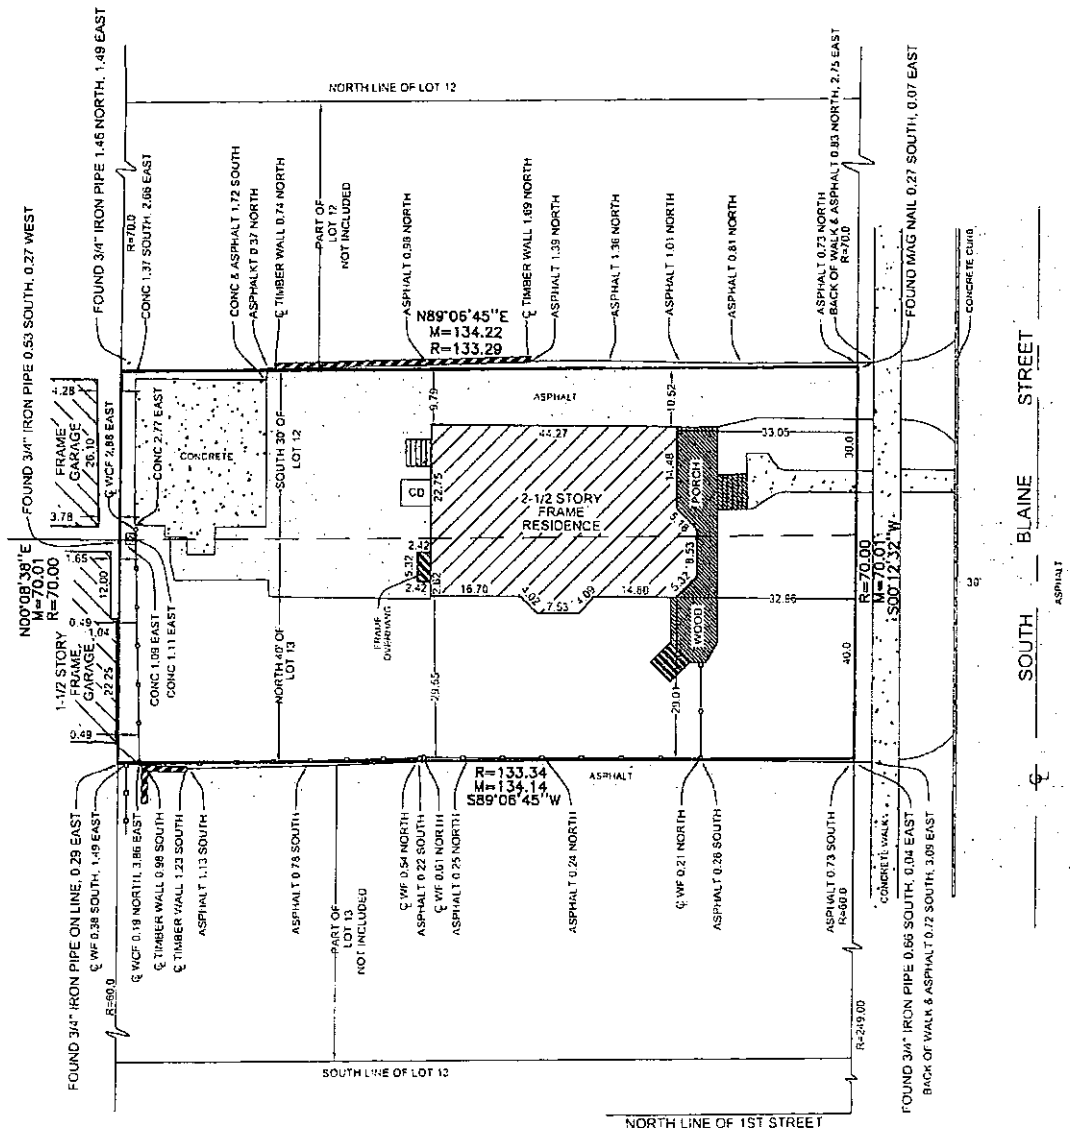 FOUND 3/4" IRON PIPE 1.45 NORTH, 1.49 EAST
R=70.0
CONC 1.37 SOUTH, 2.66 EAST
FOUND 3/4" IRON PIPE 0.53 SOUTH, 0.27 WEST
CONC & ASPHALT 1.72 SOUTH
ASPHALKT 0.37 NORTH
℄ TIMBER WALL 0.74 NORTH
NORTH LINE OF LOT 12
PART OF
LOT 12
NOT INCLUDED
ASPHALT 0.98 NORTH
℄ TIMBER WALL 1.69 NORTH
ASPHALT 1.39 NORTH
ASPHALT 1.36 NORTH
ASPHALT 1.01 NORTH
ASPHALT 0.81 NORTH
ASPHALT 0.73 NORTH
R=70.0
BACK OF WALK & ASPHALT 0.83 NORTH, 2.75 EAST
FOUND MAG NAIL 0.27 SOUTH, 0.07 EAST
CONCRETE CURB
N89°06'45"E
M=134.22
R=133.29
4.28
FRAME
GARAGE
26.10
3.78
℄ WCF 2.88 EAST
CONC 2.77 EAST
CONCRETE
SOUTH 30' OF
LOT 12
9.79
ASPHALT
10.52
44.27
33.05
30.0
22.75
CD
2-1/2 STORY
FRAME
RESIDENCE
14.48
PORCH
5.18
8.53
5.32
WOOD
2.42
5.32
2.42
2.62
16.70
4.02
7.53
4.09
14.60
32.86
FRAME
OVERHANG
N00°08'38"E
M=70.01
R=70.00
1.65
12.00
0.49
1.04
1-1/2 STORY
FRAME
GARAGE
22.25
0.49
CONC 1.09 EAST
CONC 1.11 EAST
NORTH 40' OF
LOT 13
29.65
29.01
40.0
R=70.00
M=70.01
S00°12'32"W
30'
SOUTH BLAINE STREET
ASPHALT
℄
R=133.34
M=134.14
S89°06'45"W
ASPHALT
FOUND 3/4" IRON PIPE ON LINE, 0.29 EAST
℄ WF 0.38 SOUTH, 1.49 EAST
R=60.0
℄ WCF 0.19 NORTH, 3.86 EAST
℄ TIMBER WALL 0.98 SOUTH
℄ TIMBER WALL 1.23 SOUTH
ASPHALT 1.13 SOUTH
ASPHALT 0.78 SOUTH
PART OF
LOT 13
NOT INCLUDED
℄ WF 0.54 NORTH
ASPHALT 0.22 SOUTH
℄ WF 0.61 NORTH
ASPHALT 0.25 NORTH
ASPHALT 0.24 NORTH
℄ WF 0.21 NORTH
ASPHALT 0.28 SOUTH
ASPHALT 0.73 SOUTH
R=60.0
CONCRETE WALK
FOUND 3/4" IRON PIPE 0.66 SOUTH, 0.04 EAST
BACK OF WALK & ASPHALT 0.72 SOUTH, 3.09 EAST
R=249.00
SOUTH LINE OF LOT 13
NORTH LINE OF 1ST STREET